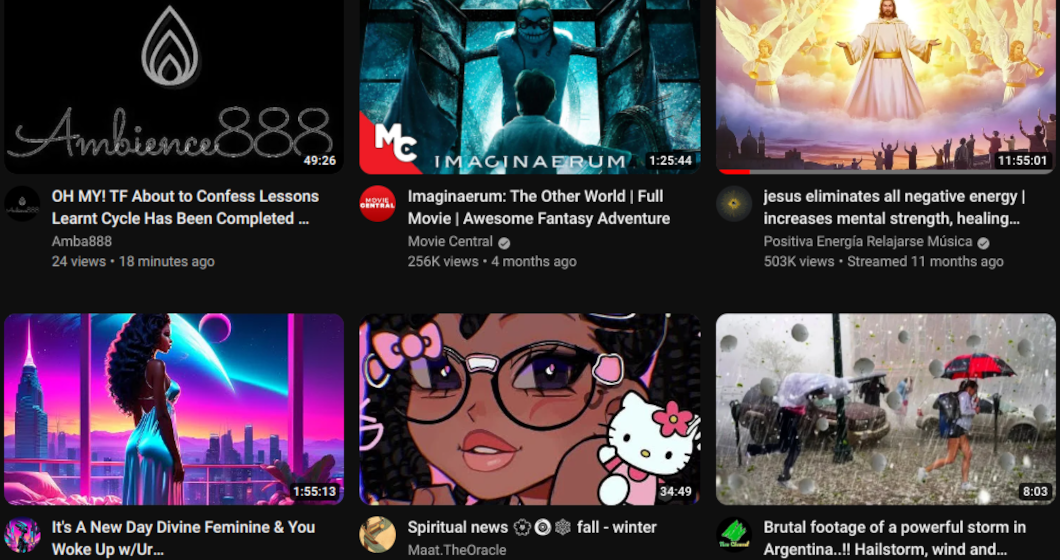 Ambience888
49:26
OH MY! TF About to Confess Lessons
Learnt Cycle Has Been Completed ...
Amba888
24 views • 18 minutes ago
MC
IMAGINAERUM
1:25:44
MOVIE
CENTRAL
Imaginaerum: The Other World | Full
Movie | Awesome Fantasy Adventure
Movie Central
256K views • 4 months ago
11:55:01
jesus eliminates all negative energy |
increases mental strength, healing...
Positiva Energía Relajarse Música
503K views • Streamed 11 months ago
1:55:13
It's A New Day Divine Feminine & You
Woke Up w/Ur...
34:49
Spiritual news fall - winter
Maat.TheOracle
8:03
Brutal footage of a powerful storm in
Argentina..!! Hailstorm, wind and...